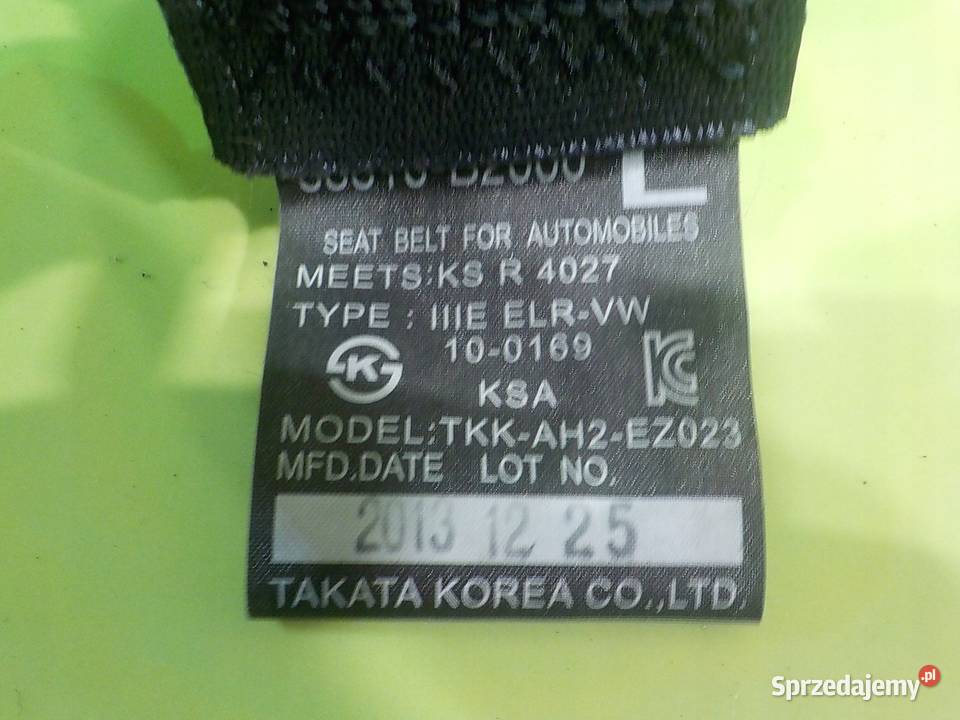 L
SEAT BELT FOR AUTOMOBILES
MEETS:KS R 4027
TYPE : IIIE ELR-VW
10-0169
K
KC
KSA
MODEL:TKK-AH2-EZ023
MFD.DATE LOT NO.
2013 12 25
TAKATA KOREA CO.,LTD
Sprzedajemy.pl